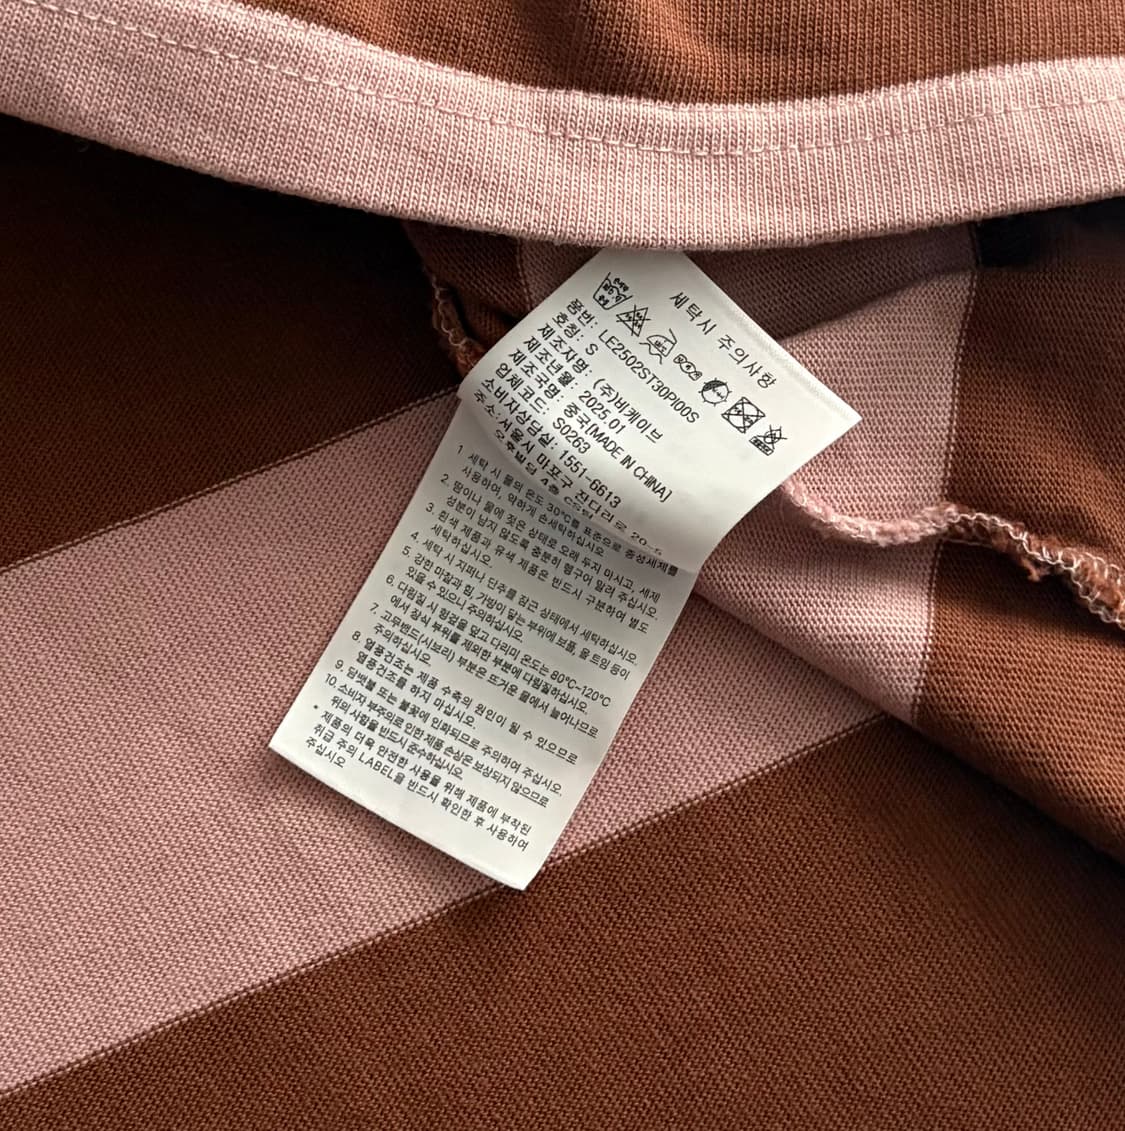 세탁시 주의사항
품번: LE2502ST30PI00S
호칭: S
제조자명: (주)비케이브
제조년월: 2025.01
제조국명: 중국[MADE IN CHINA]
업체코드: S0263
소비자상담실: 1551-6613
주소:서울시 마포구 잔다리로 20-5
4층
1. 세탁 시 물의 온도 30℃를 표준으로 중성세제를
사용하여, 약하게 손세탁하십시오
2. 땀이나 물에 젖은 상태로 오래 두지 마시고, 세제
성분이 남지 않도록 충분히 헹구어 말려 주십시오
3. 흰색 제품과 유색 제품은 반드시 구분하여 별도
세탁하십시오.
4. 세탁 시 지퍼나 단추를 잠근 상태에서 세탁하십시오.
5. 강한 마찰과 힘, 가방이 닿는 부위에 보풀, 올 트임 등이
있을 수 있으니 주의하십시오.
6. 다림질 시 헝겊을 덮고 다리미 온도는 80℃~120℃
에서 장식 부위를 제외한 부분에 다림질하십시오.
7. 고무밴드(시보리) 부분은 뜨거운 물에서 늘어나므로
주의하십시오.
8. 열풍건조는 제품 수축의 원인이 될 수 있으므로
열풍건조를 하지 마십시오.
9. 담뱃불 또는 불꽃에 인화되므로 주의하여 주십시오.
10. 소비자 부주의로 인한 제품 손상은 보상되지 않으므로
위의 사항을 반드시 준수하십시오.
* 제품의 더욱 안전한 사용을 위해 제품에 부착된
취급 주의 LABEL을 반드시 확인한 후 사용하여
주십시오